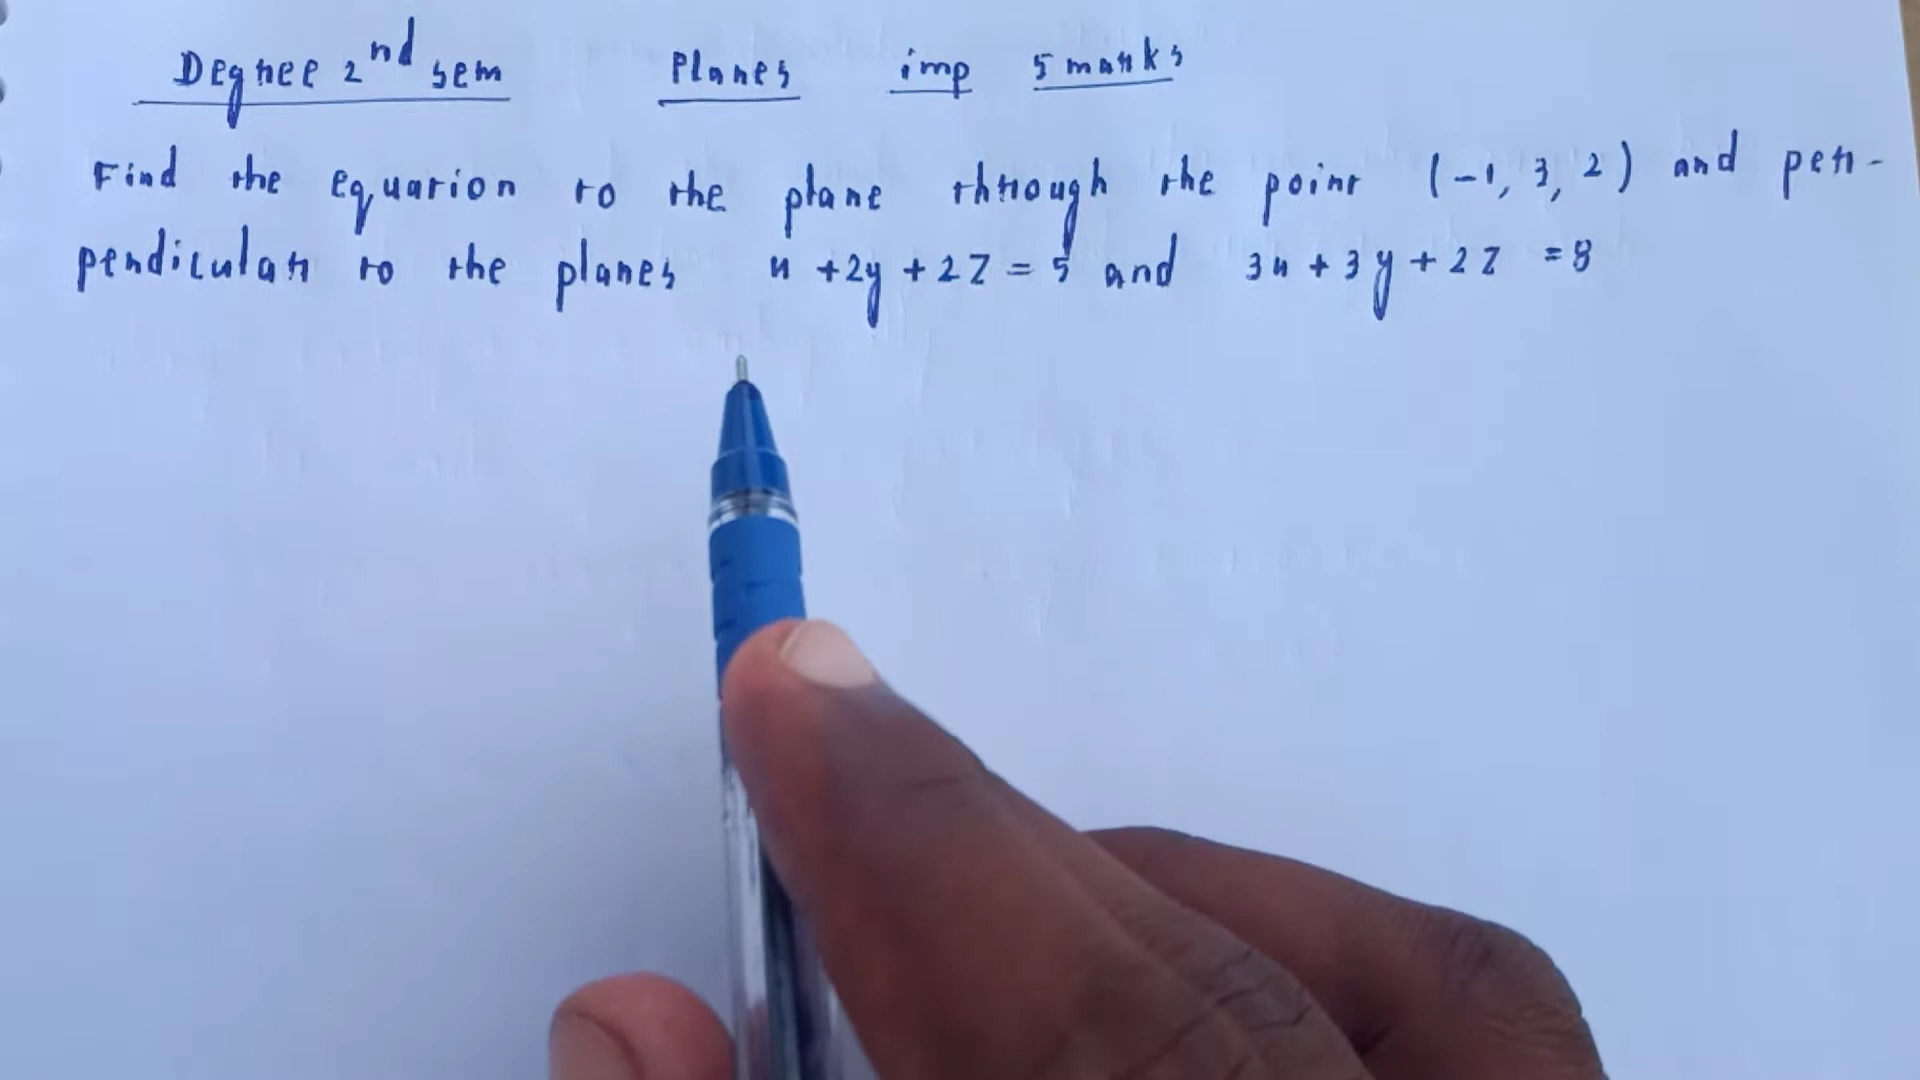 Degree 2nd sem Planes imp 5 marks
Find the equation to the plane through the point (-1, 3, 2) and per-
pendicular to the planes x + 2y + 2z = 5 and 3x + 3y + 2z = 8